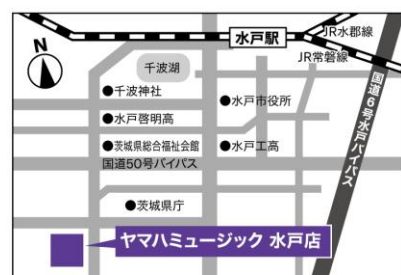 水戸駅
JR水郡線
JR常磐線
N
千波湖
千波神社
水戸市役所
水戸啓明高
茨城県総合福祉会館
水戸工高
国道50号バイパス
国道6号水戸バイパス
茨城県庁
ヤマハミュージック 水戸店